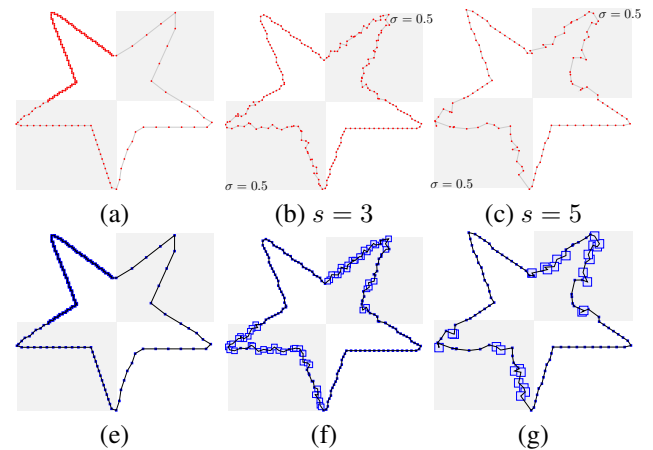 σ = 0.5
σ = 0.5
σ = 0.5
σ = 0.5
(a)
(b) s = 3
(c) s = 5
(e)
(f)
(g)